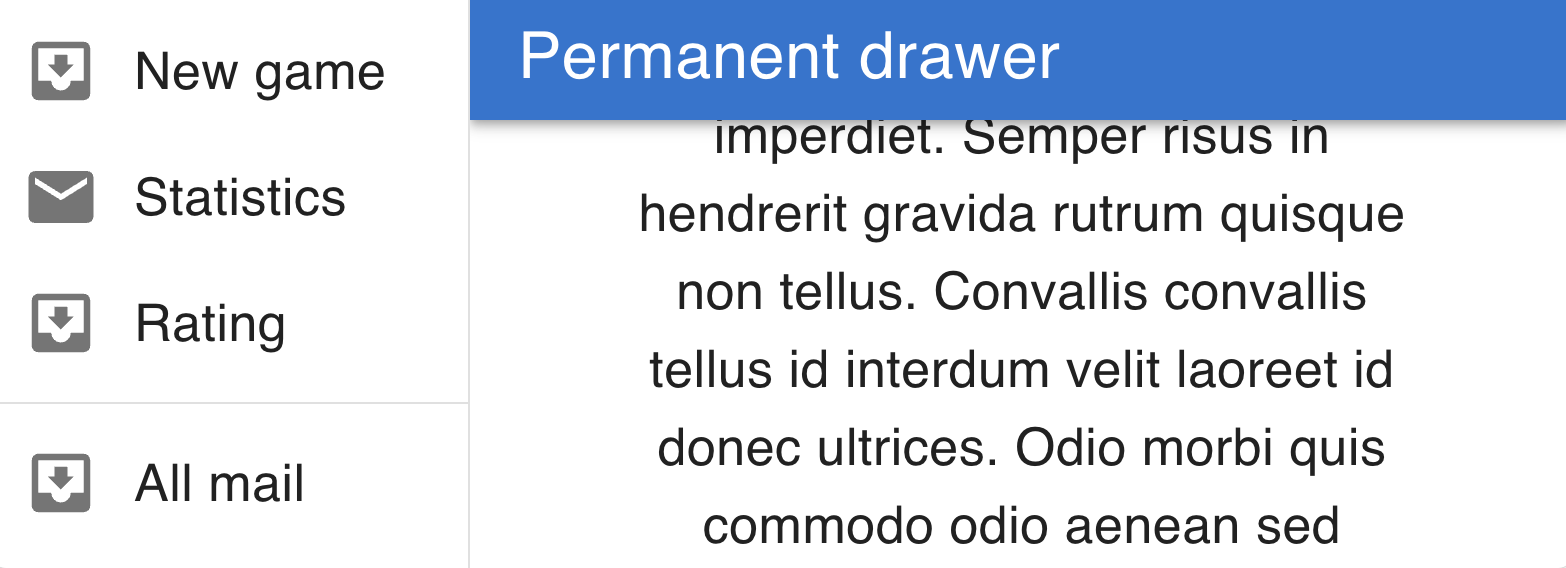 New game
Statistics
Rating
All mail
Permanent drawer
imperdiet. Semper risus in
hendrerit gravida rutrum quisque
non tellus. Convallis convallis
tellus id interdum velit laoreet id
donec ultrices. Odio morbi quis
commodo odio aenean sed